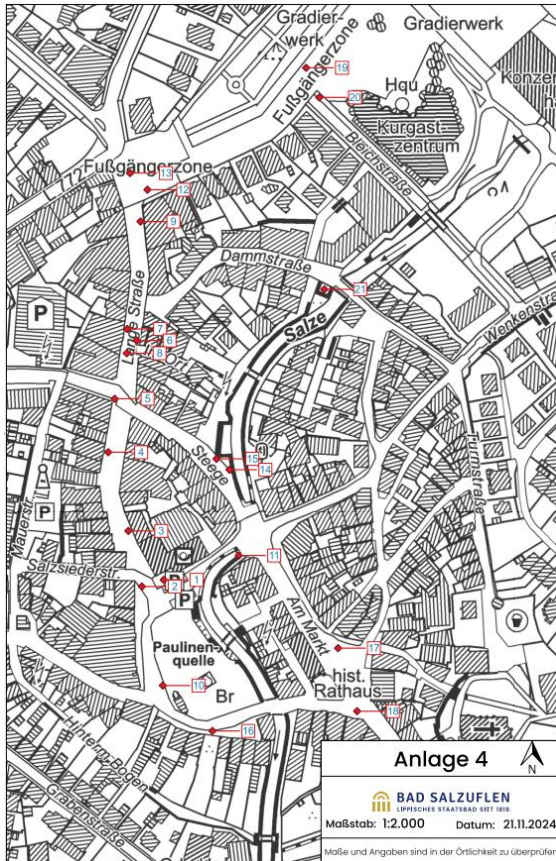 Gradier-
werk
Gradierwerk
Fußgängerzone
19
20
Hqu
Kurgast-
zentrum
Konzer
Bleichstraße
Fußgängerzone
13
12
9
Dammstraße
21
Salze
Wenkenstra
P
Lange Straße
7
6
8
5
4
Steege
15
14
Turmstraße
Mauerstr.
P
3
Salzsiederstr.
1
2
P
11
Am Markt
Paulinen-
quelle
17
hist.
Rathaus
10
Br
18
16
Hinterm Bogen
Grabenstraße
Anlage 4
N
BAD SALZUFLEN
LIPPISCHES STAATSBAD SEIT 1818
Maßstab: 1:2.000 Datum: 21.11.2024
Maße und Angaben sind in der Örtlichkeit zu überprüfen